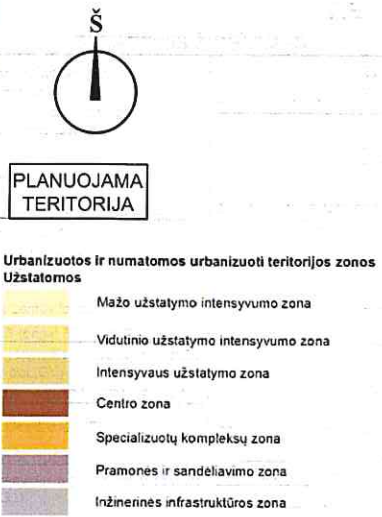 Š
PLANUOJAMA
TERITORIJA
Urbanizuotos ir numatomos urbanizuoti teritorijos zonos
Užstatomos
Mažo užstatymo intensyvumo zona
Vidutinio užstatymo intensyvumo zona
Intensyvaus užstatymo zona
Centro zona
Specializuotų kompleksų zona
Pramonės ir sandėliavimo zona
Inžinerinės infrastruktūros zona